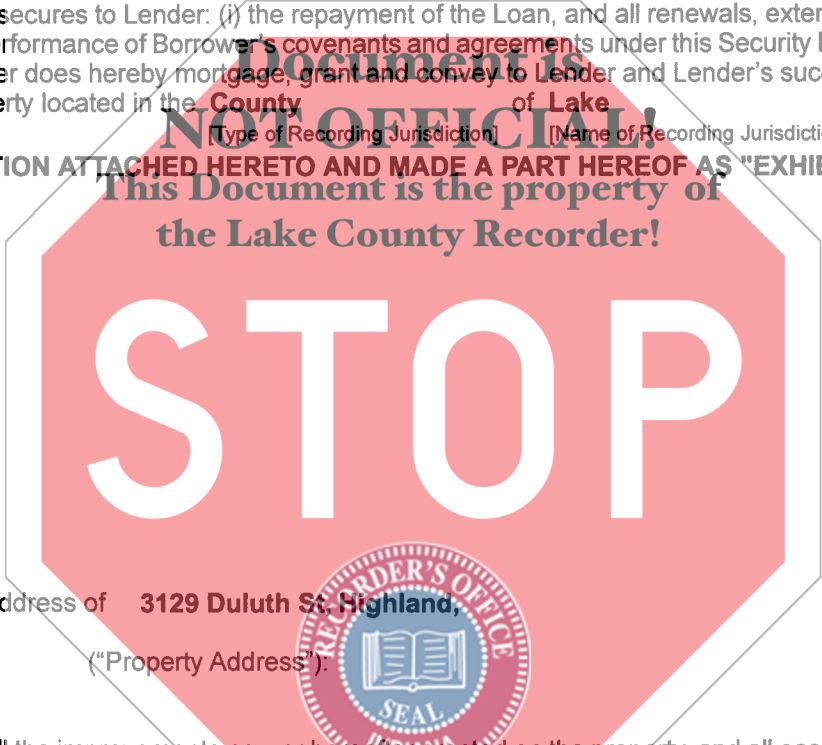 secures to Lender: (i) the repayment of the Loan, and all renewals, exter
rformance of Borrower's covenants and agreements under this Security I
Document is
er does hereby mortgage, grant and convey to Lender and Lender's suc
erty located in the County of Lake
NOT OFFICIAL!
[Type of Recording Jurisdiction] [Name of Recording Jurisdicti
TION ATTACHED HERETO AND MADE A PART HEREOF AS "EXHIB
This Document is the property of
the Lake County Recorder!
STOP
RECORDER'S OFFICE
ddress of 3129 Duluth St, Highland,
("Property Address"):
SEAL
INDIANA